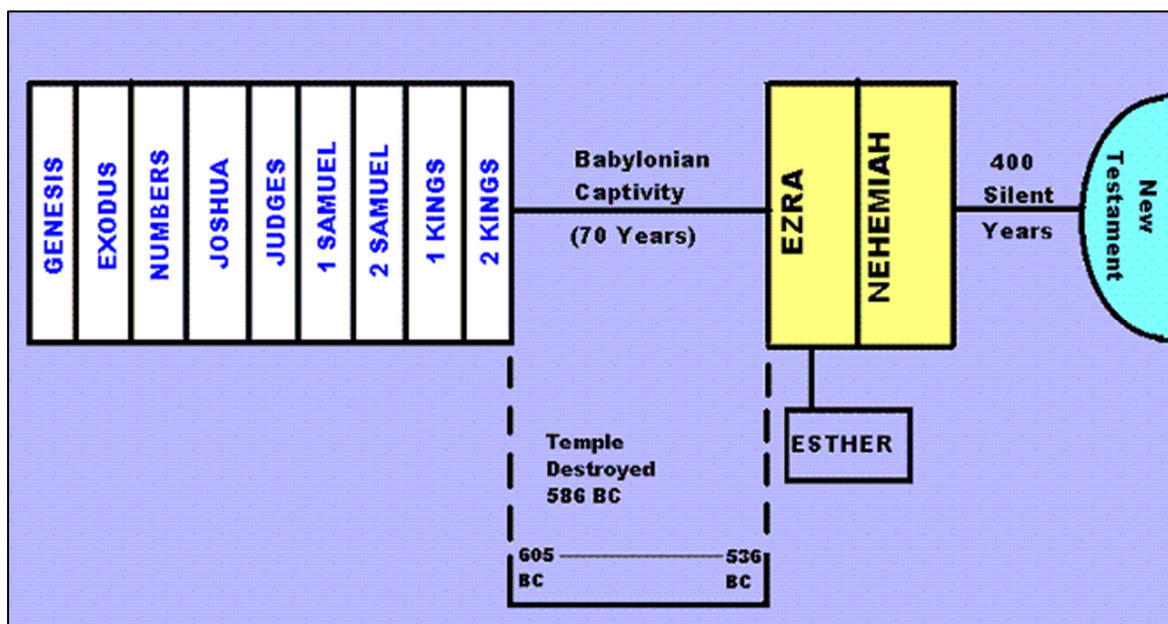 GENESIS
EXODUS
NUMBERS
JOSHUA
JUDGES
1 SAMUEL
2 SAMUEL
1 KINGS
2 KINGS
Babylonian
Captivity
(70 Years)
EZRA
NEHEMIAH
400
Silent
Years
New
Testament
ESTHER
Temple
Destroyed
586 BC
605
BC
536
BC